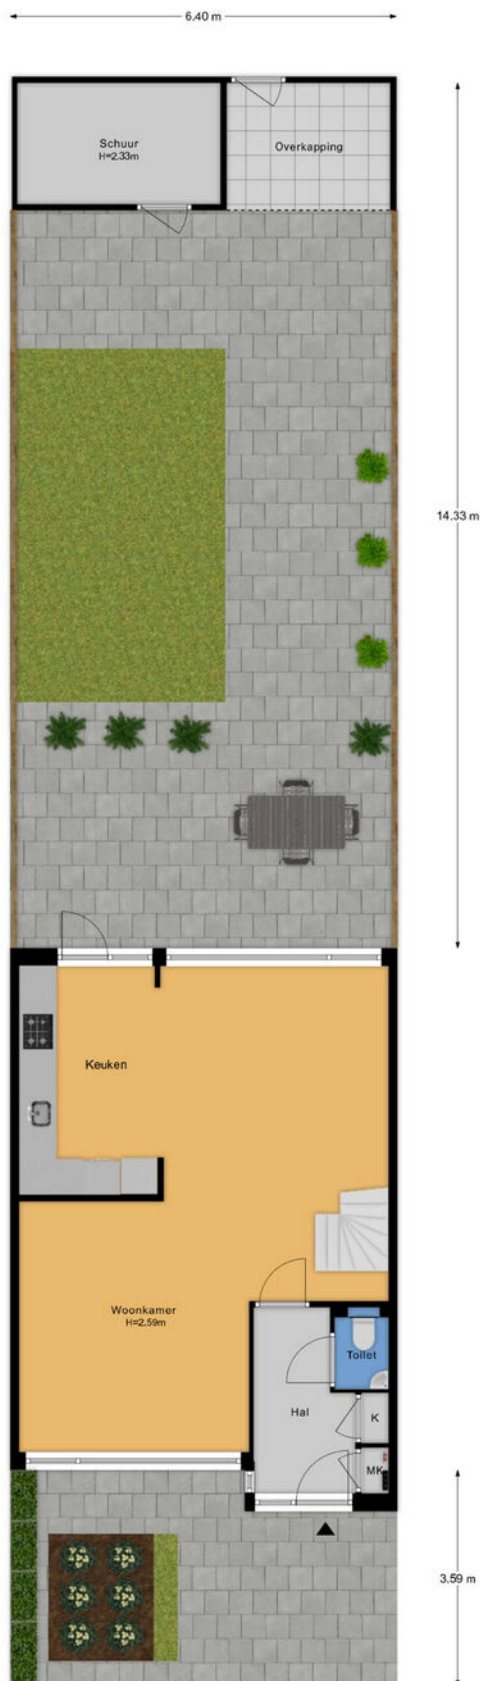 6.40 m
Schuur
H=2.33m
Overkapping
14.33 m
Keuken
Woonkamer
H=2.59m
Toilet
Hal
K
MK
3.59 m